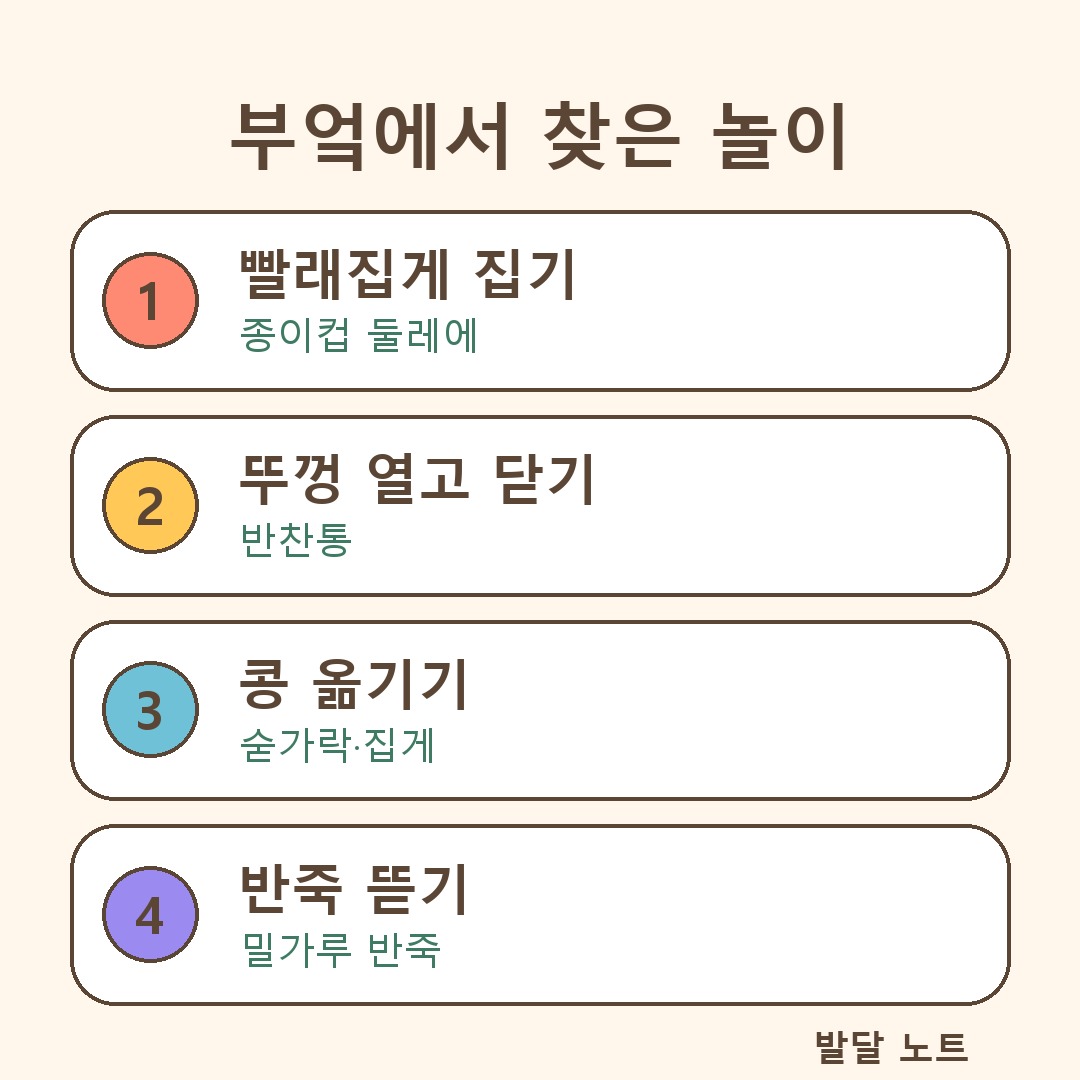 부엌에서 찾은 놀이
1
빨래집게 집기
종이컵 둘레에
2
뚜껑 열고 닫기
반찬통
3
콩 옮기기
숟가락·집게
4
반죽 뜯기
밀가루 반죽
발달 노트